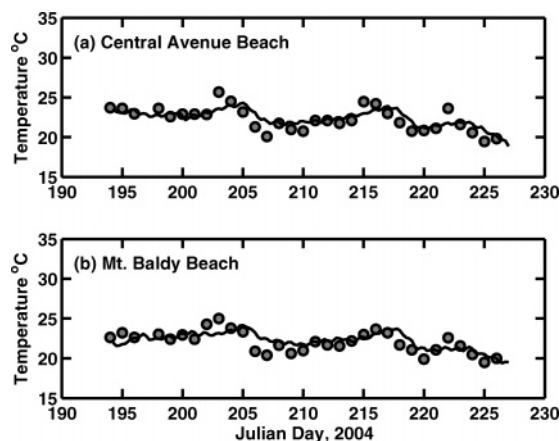 35
(a) Central Avenue Beach
30
25
20
15
Temperature °C
190 195 200 205 210 215 220 225 230
35
(b) Mt. Baldy Beach
30
25
20
15
Temperature °C
190 195 200 205 210 215 220 225 230
Julian Day, 2004